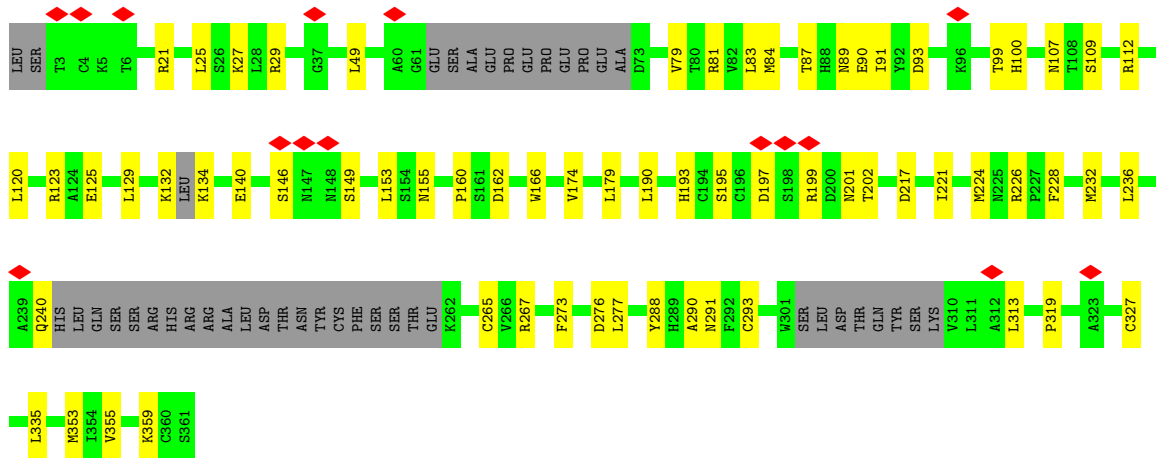 LEU SER T3 C4 K5 T6 R21 L25 S26 K27 L28 R29 G37 L49 A60 G61 GLU SER ALA GLU PRO GLU PRO GLU PRO GLU ALA D73 V79 T80 R81 V82 L83 M84 T87 H88 N89 E90 I91 Y92 D93 K96 T99 H100 N107 T108 S109 R112
L120 R123 A124 E125 L129 K132 LEU K134 E140 S146 N147 N148 S149 L153 S154 N155 P160 S161 D162 W166 V174 L179 L190 H193 C194 S195 C196 D197 S198 R199 D200 N201 T202 D217 I221 M224 N225 R226 P227 F228 M232 L236
A239 Q240 HIS LEU GLN SER SER ARG HIS ARG ARG ALA LEU ASP THR ASN TYR CYS PHE SER SER THR GLU K262 C265 V266 R267 F273 D276 L277 Y288 H289 A290 N291 F292 C293 W301 SER LEU ASP THR GLN TYR SER LYS V310 L311 A312 L313 P319 A323 C327
L335 M353 I354 V355 K359 C360 S361